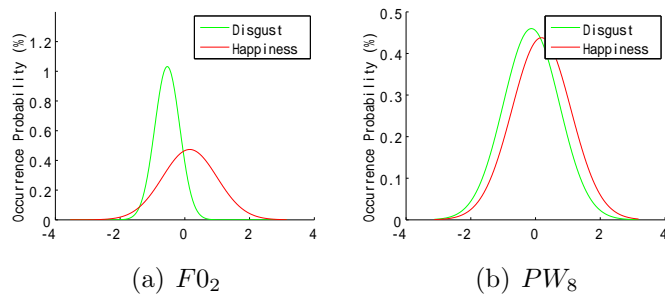 Disgust
Happiness
Occurrence Probability (%)
1.2
1
0.8
0.6
0.4
0.2
0
-4 -2 0 2 4
(a) F0₂
Disgust
Happiness
Occurrence Probability (%)
0.5
0.4
0.3
0.2
0.1
0
-4 -2 0 2 4
(b) PW₈